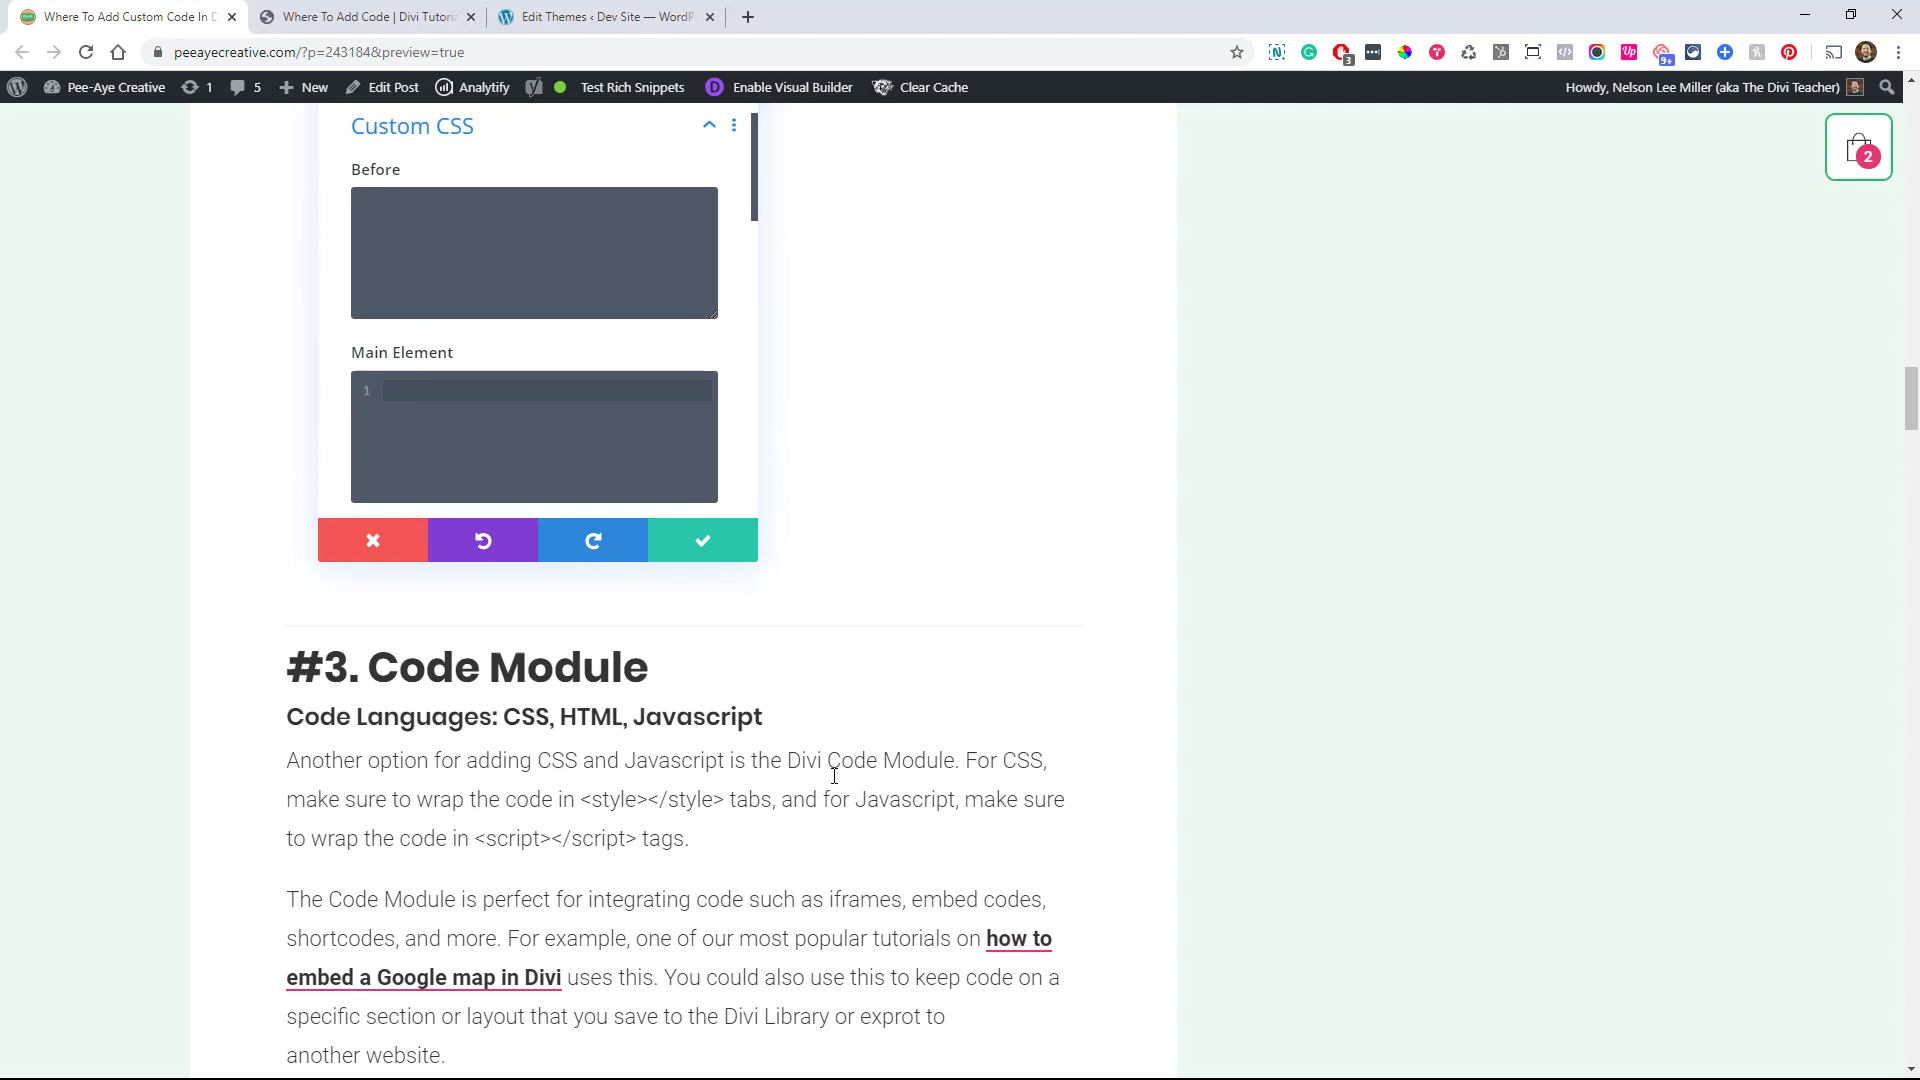 Where To Add Custom Code In D
Where To Add Code | Divi Tutoria
Edit Themes ‹ Dev Site — WordP
peeayecreative.com/?p=243184&preview=true
3
Up
9+
Pee-Aye Creative
1
5
New
Edit Post
Analytify
Test Rich Snippets
Enable Visual Builder
Clear Cache
Howdy, Nelson Lee Miller (aka The Divi Teacher)
2
Custom CSS
Before
Main Element
1
#3. Code Module
Code Languages: CSS, HTML, Javascript
Another option for adding CSS and Javascript is the Divi Code Module. For CSS,
make sure to wrap the code in <style></style> tabs, and for Javascript, make sure
to wrap the code in <script></script> tags.
The Code Module is perfect for integrating code such as iframes, embed codes,
shortcodes, and more. For example, one of our most popular tutorials on how to
embed a Google map in Divi uses this. You could also use this to keep code on a
specific section or layout that you save to the Divi Library or exprot to
another website.